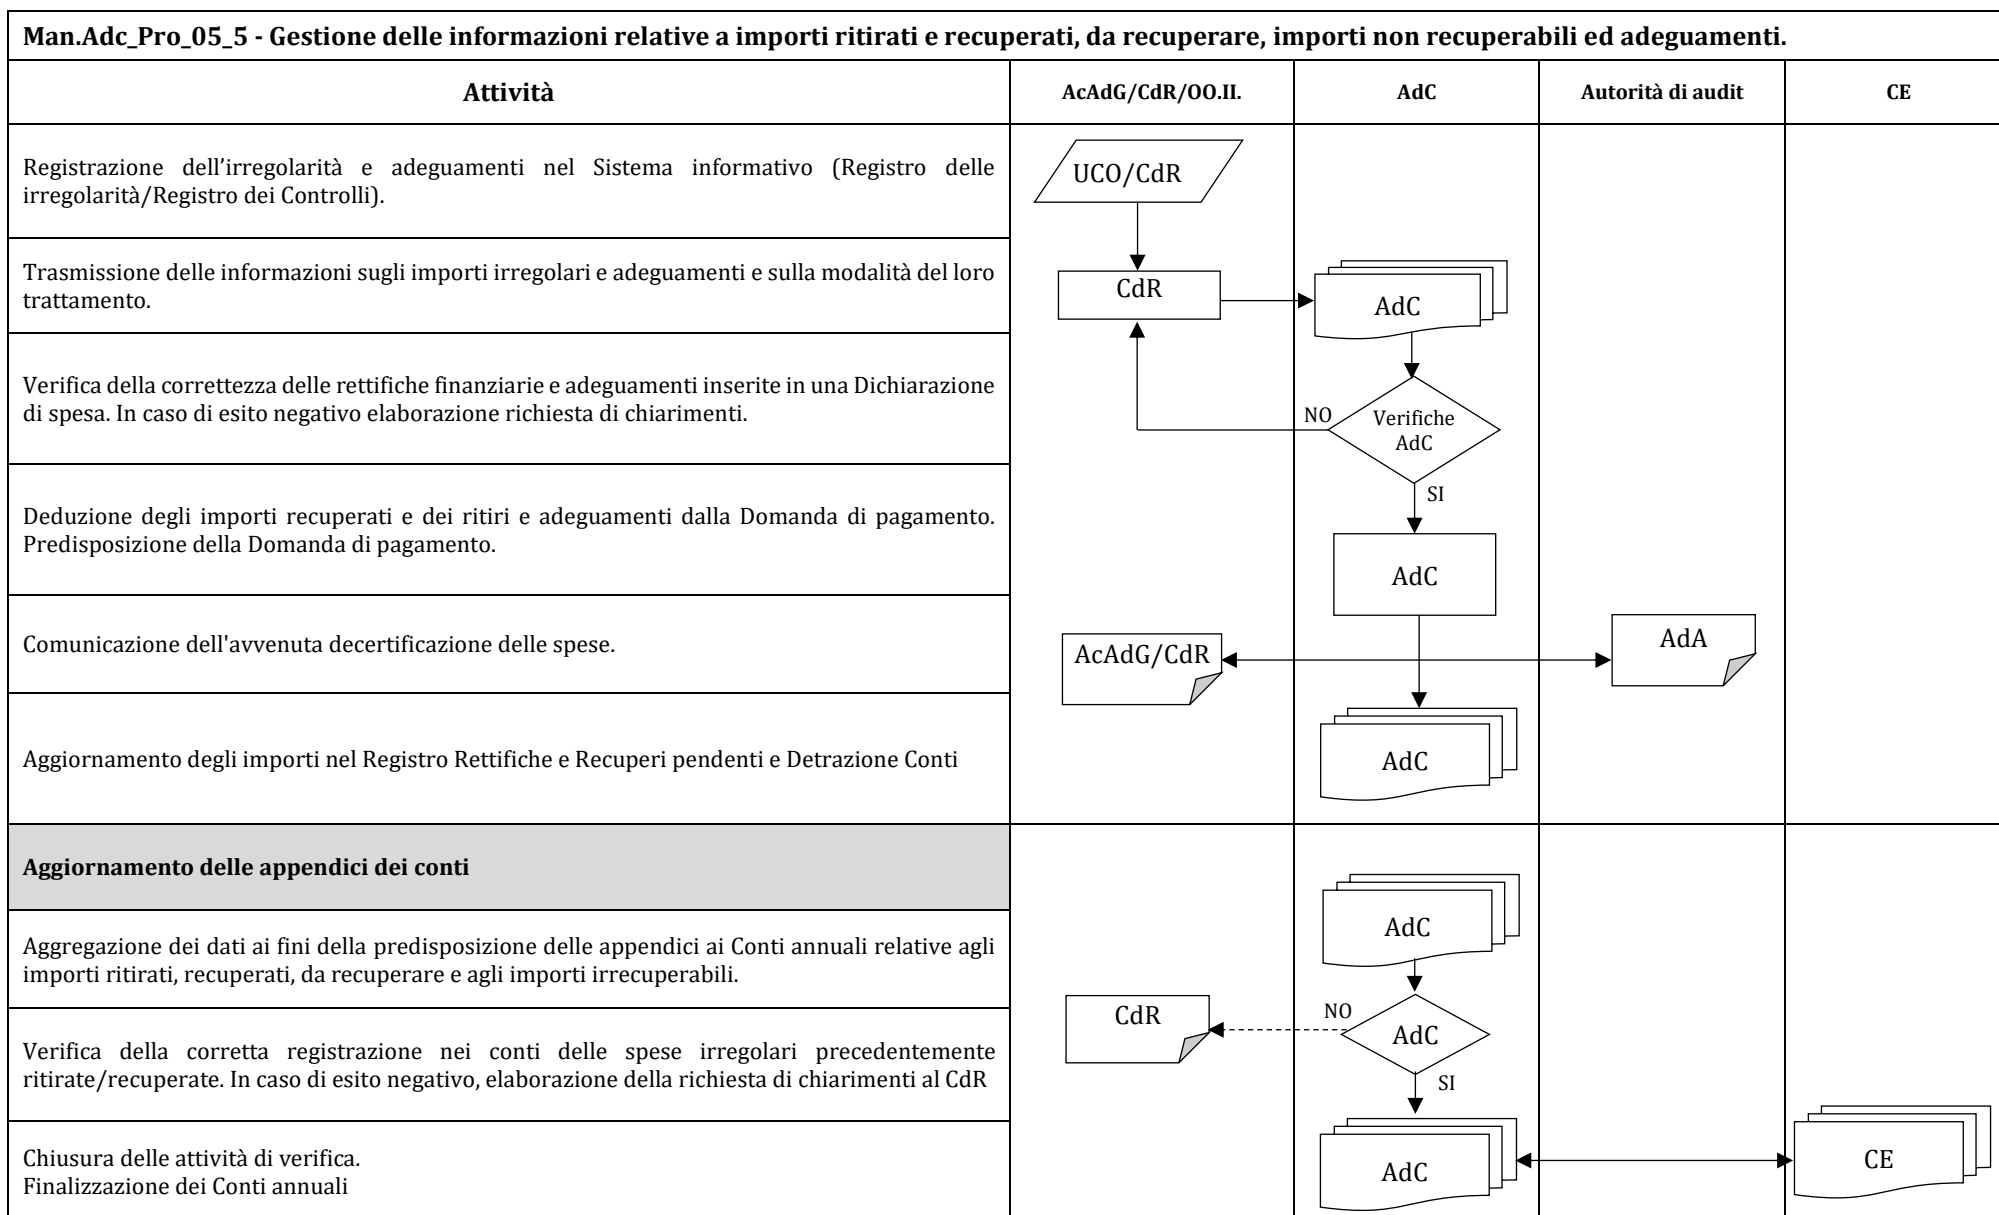 Man.Adc_Pro_05_5 - Gestione delle informazioni relative a importi ritirati e recuperati, da recuperare, importi non recuperabili ed adeguamenti.
Attività
AcAdG/CdR/OO.II.
AdC
Autorità di audit
CE
Registrazione dell’irregolarità e adeguamenti nel Sistema informativo (Registro delle
irregolarità/Registro dei Controlli).
UCO/CdR
Trasmissione delle informazioni sugli importi irregolari e adeguamenti e sulla modalità del loro
trattamento.
CdR
AdC
Verifica della correttezza delle rettifiche finanziarie e adeguamenti inserite in una Dichiarazione
di spesa. In caso di esito negativo elaborazione richiesta di chiarimenti.
NO
Verifiche
AdC
SI
Deduzione degli importi recuperati e dei ritiri e adeguamenti dalla Domanda di pagamento.
Predisposizione della Domanda di pagamento.
AdC
Comunicazione dell'avvenuta decertificazione delle spese.
AcAdG/CdR
AdA
Aggiornamento degli importi nel Registro Rettifiche e Recuperi pendenti e Detrazione Conti
AdC
Aggiornamento delle appendici dei conti
AdC
Aggregazione dei dati ai fini della predisposizione delle appendici ai Conti annuali relative agli
importi ritirati, recuperati, da recuperare e agli importi irrecuperabili.
CdR
NO
AdC
Verifica della corretta registrazione nei conti delle spese irregolari precedentemente
ritirate/recuperate. In caso di esito negativo, elaborazione della richiesta di chiarimenti al CdR
SI
Chiusura delle attività di verifica.
Finalizzazione dei Conti annuali
AdC
CE